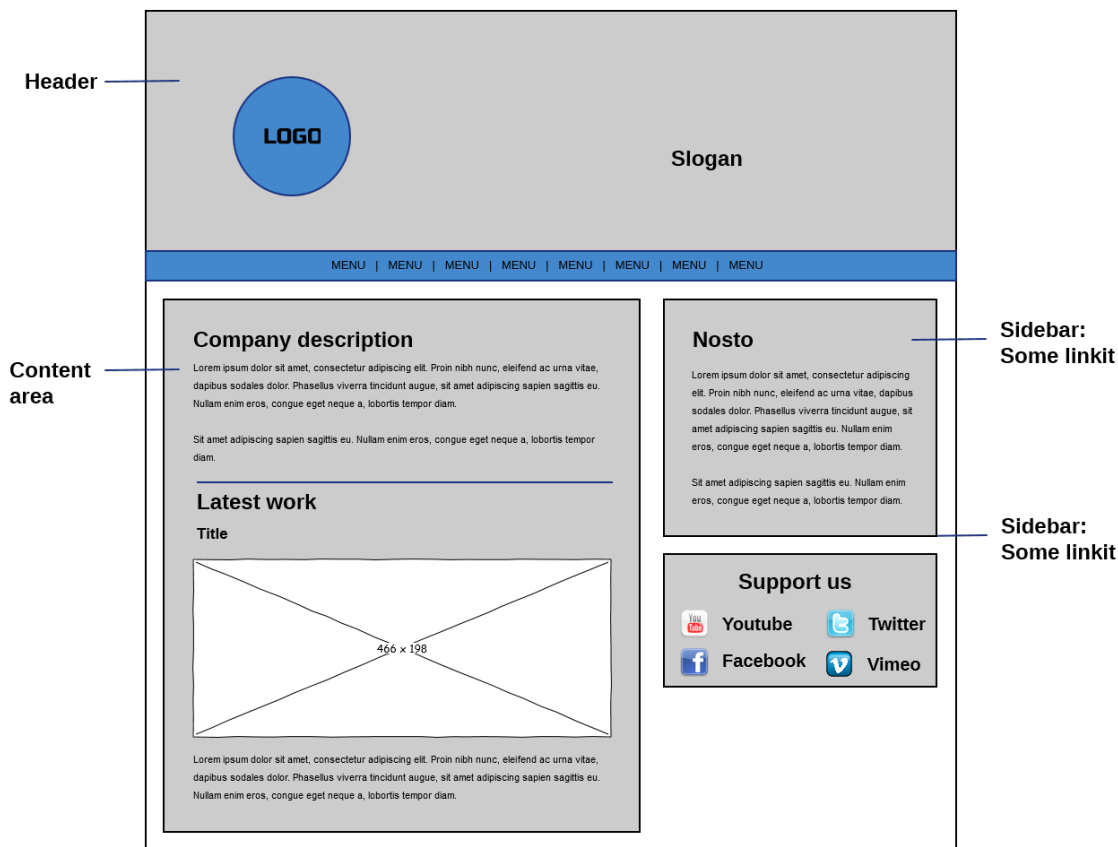 Header
LOGO
Slogan
MENU | MENU | MENU | MENU | MENU | MENU | MENU | MENU
Content
area
Company description
Lorem ipsum dolor sit amet, consectetur adipiscing elit. Proin nibh nunc, eleifend ac urna vitae,
dapibus sodales dolor. Phasellus viverra tincidunt augue, sit amet adipiscing sapien sagittis eu.
Nullam enim eros, congue eget neque a, lobortis tempor diam.
Sit amet adipiscing sapien sagittis eu. Nullam enim eros, congue eget neque a, lobortis tempor
diam.
Latest work
Title
466 x 198
Lorem ipsum dolor sit amet, consectetur adipiscing elit. Proin nibh nunc, eleifend ac urna vitae,
dapibus sodales dolor. Phasellus viverra tincidunt augue, sit amet adipiscing sapien sagittis eu.
Nullam enim eros, congue eget neque a, lobortis tempor diam.
Nosto
Lorem ipsum dolor sit amet, consectetur adipiscing
elit. Proin nibh nunc, eleifend ac urna vitae, dapibus
sodales dolor. Phasellus viverra tincidunt augue, sit
amet adipiscing sapien sagittis eu. Nullam enim
eros, congue eget neque a, lobortis tempor diam.
Sit amet adipiscing sapien sagittis eu. Nullam enim
eros, congue eget neque a, lobortis tempor diam.
Sidebar:
Some linkit
Sidebar:
Some linkit
Support us
You
Tube
Youtube
t
Twitter
f
Facebook
v
Vimeo